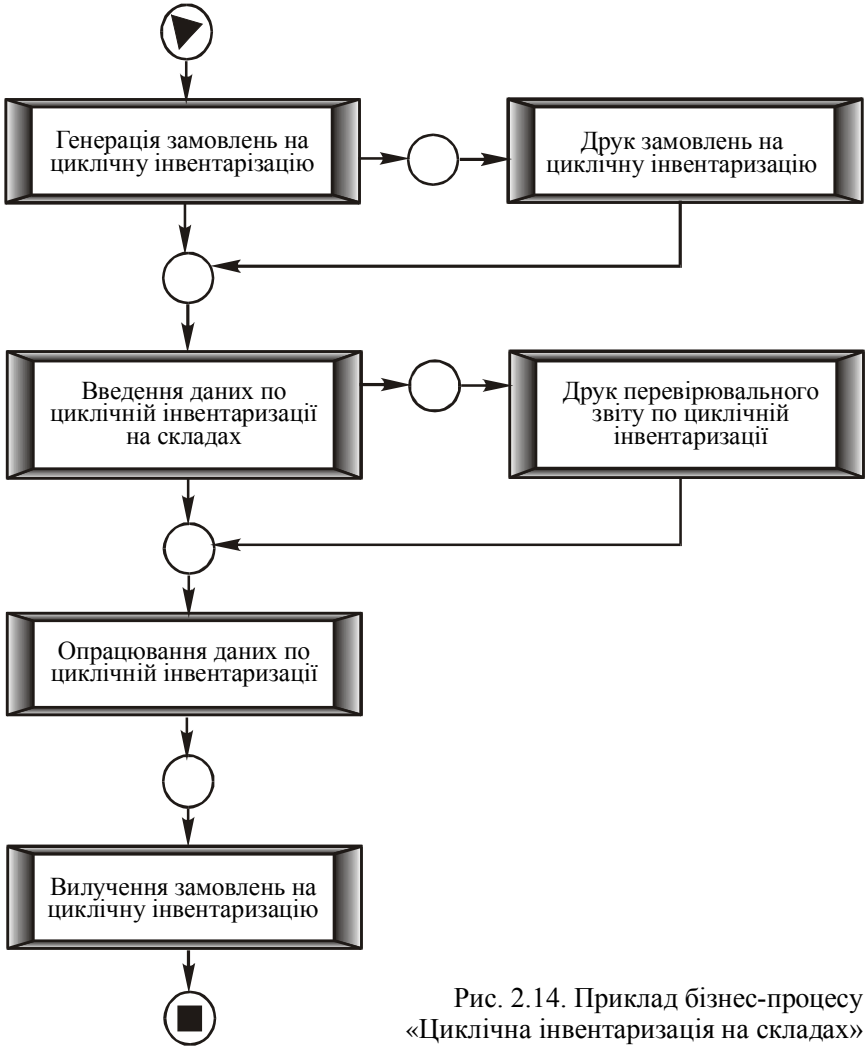 Генерація замовлень на
циклічну інвентарізацію
Друк замовлень на
циклічну інвентаризацію
Введення даних по
циклічній інвентаризації
на складах
Друк перевірювального
звіту по циклічній
інвентаризації
Опрацювання даних по
циклічній інвентаризації
Вилучення замовлень на
циклічну інвентаризацію
Рис. 2.14. Приклад бізнес-процесу
«Циклічна інвентаризація на складах»